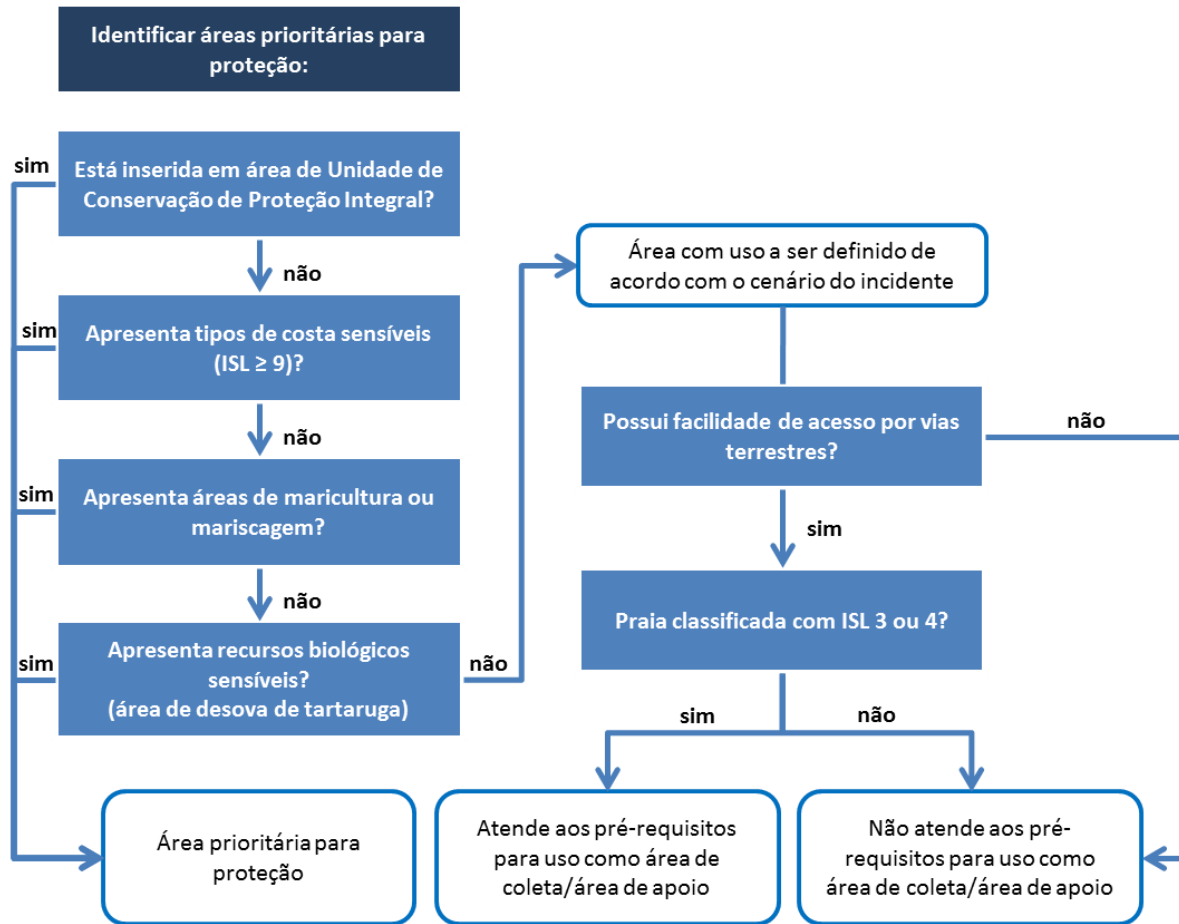 Identificar áreas prioritárias para
proteção:
sim
Está inserida em área de Unidade de
Conservação de Proteção Integral?
não
sim
Apresenta tipos de costa sensíveis
(ISL ≥ 9)?
não
sim
Apresenta áreas de maricultura ou
mariscagem?
não
sim
Apresenta recursos biológicos
sensíveis?
(área de desova de tartaruga)
não
Área com uso a ser definido de
acordo com o cenário do incidente
Possui facilidade de acesso por vias
terrestres?
não
sim
Praia classificada com ISL 3 ou 4?
sim
não
Área prioritária para
proteção
Atende aos pré-requisitos
para uso como área de
coleta/área de apoio
Não atende aos pré-
requisitos para uso como
área de coleta/área de apoio